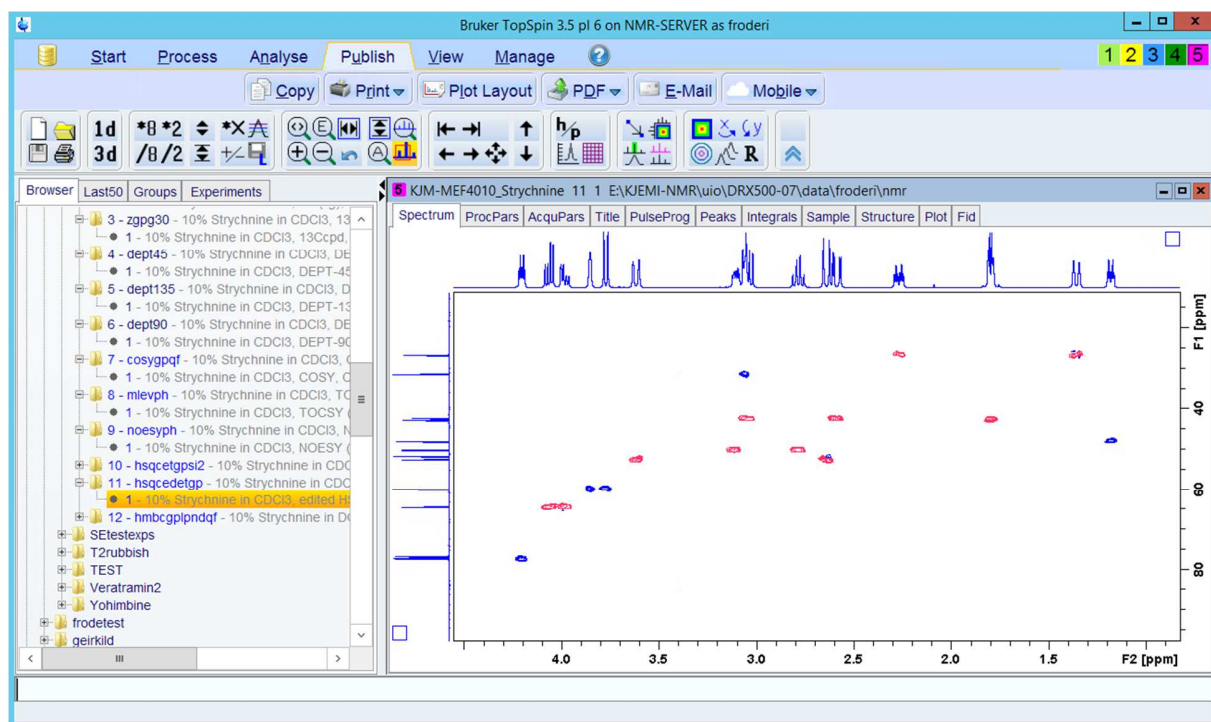 Bruker TopSpin 3.5 pl 6 on NMR-SERVER as froderi
Start Process Analyse Publish View Manage ? 1 2 3 4 5
Copy Print Plot Layout PDF E-Mail Mobile
1d *8 *2 *X h/p
3d /8 /2 +/- R
Browser Last50 Groups Experiments
3 - zgpg30 - 10% Strychnine in CDCl3, 13
1 - 10% Strychnine in CDCl3, 13Ccpd,
4 - dept45 - 10% Strychnine in CDCl3, DE
1 - 10% Strychnine in CDCl3, DEPT-45
5 - dept135 - 10% Strychnine in CDCl3, D
1 - 10% Strychnine in CDCl3, DEPT-13
6 - dept90 - 10% Strychnine in CDCl3, DE
1 - 10% Strychnine in CDCl3, DEPT-90
7 - cosygpqf - 10% Strychnine in CDCl3, C
1 - 10% Strychnine in CDCl3, COSY, C
8 - mlevph - 10% Strychnine in CDCl3, TO
1 - 10% Strychnine in CDCl3, TOCSY (
9 - noesyph - 10% Strychnine in CDCl3, N
1 - 10% Strychnine in CDCl3, NOESY (
10 - hsqcetgpsi2 - 10% Strychnine in CDC
11 - hsqcedetgp - 10% Strychnine in CDC
1 - 10% Strychnine in CDCl3, edited HS
12 - hmbcgplpndqf - 10% Strychnine in DC
SEtestexps
T2rubbish
TEST
Veratramin2
Yohimbine
frodetest
geirkild
5 KJM-MEF4010_Strychnine 11 1 E:\KJEMI-NMR\uio\DRX500-07\data\froderi\nmr
Spectrum ProcPars AcquPars Title PulseProg Peaks Integrals Sample Structure Plot Fid
F1 [ppm]
40
60
80
4.0 3.5 3.0 2.5 2.0 1.5 F2 [ppm]